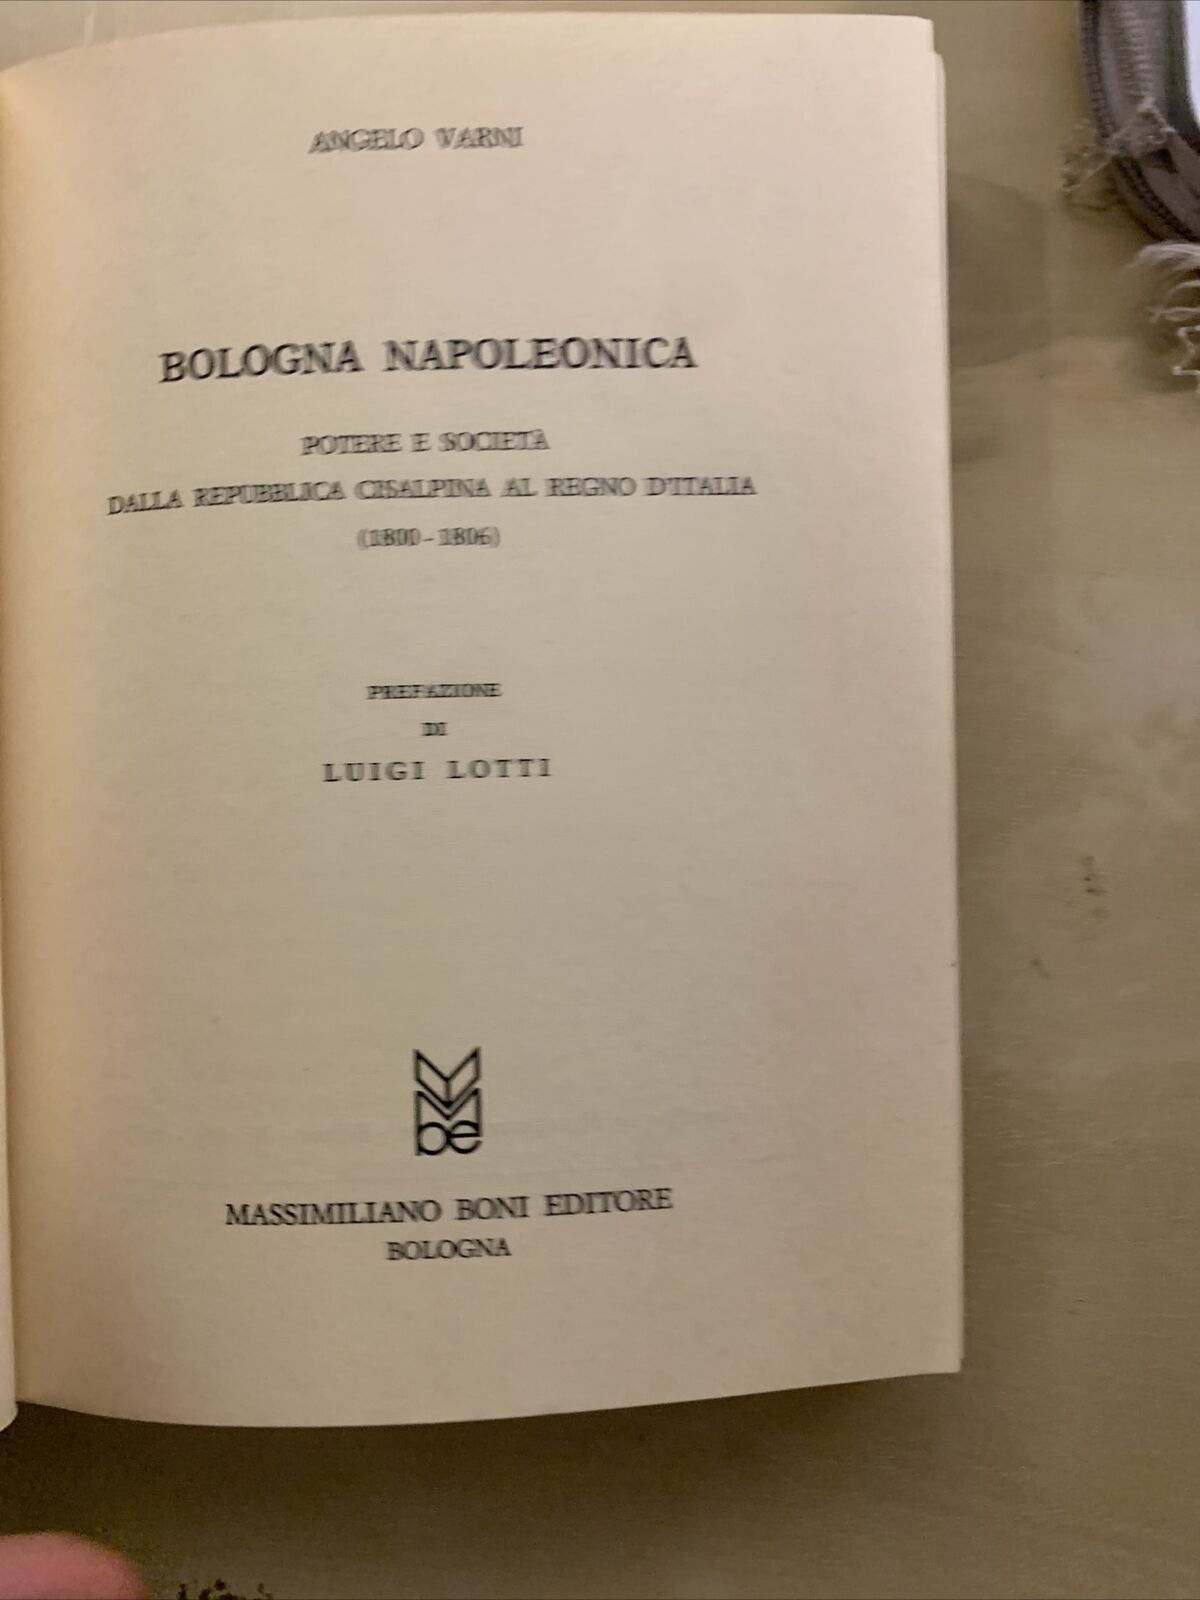 ANGELO VARNI
BOLOGNA NAPOLEONICA
POTERE E SOCIETÀ
DALLA REPUBBLICA CISALPINA AL REGNO D'ITALIA
(1800-1806)
PREFAZIONE
DI
LUIGI LOTTI
be
MASSIMILIANO BONI EDITORE
BOLOGNA